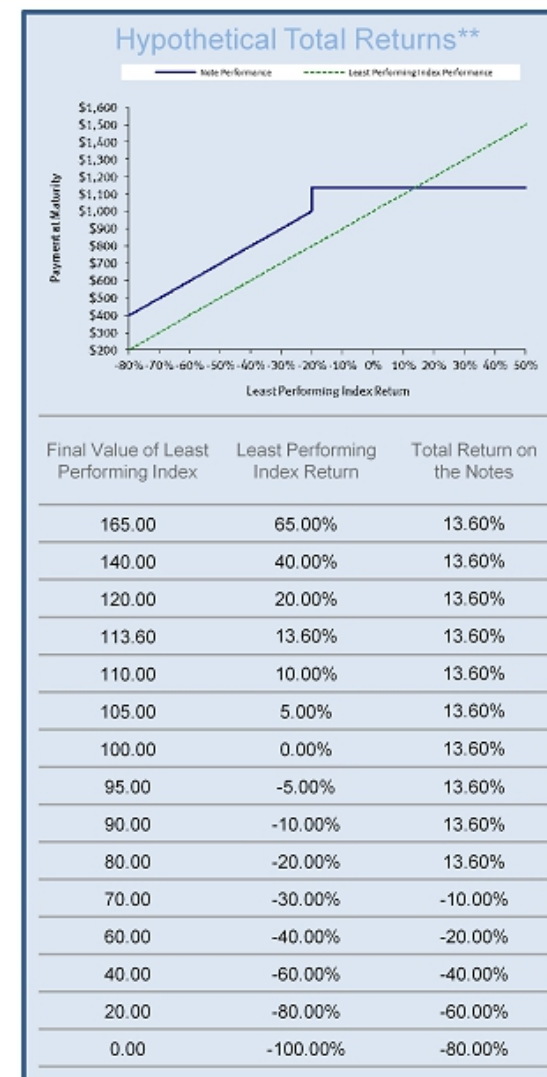 Hypothetical Total Returns**
Note Performance Least Performing Index Performance
$1,600
$1,500
$1,400
$1,300
$1,200
$1,100
$1,000
$900
$800
$700
$600
$500
$400
$300
$200
Payment at Maturity
-80% -70% -60% -50% -40% -30% -20% -10% 0% 10% 20% 30% 40% 50%
Least Performing Index Return
Final Value of Least Least Performing Total Return on
Performing Index Index Return the Notes
165.00 65.00% 13.60%
140.00 40.00% 13.60%
120.00 20.00% 13.60%
113.60 13.60% 13.60%
110.00 10.00% 13.60%
105.00 5.00% 13.60%
100.00 0.00% 13.60%
95.00 -5.00% 13.60%
90.00 -10.00% 13.60%
80.00 -20.00% 13.60%
70.00 -30.00% -10.00%
60.00 -40.00% -20.00%
40.00 -60.00% -40.00%
20.00 -80.00% -60.00%
0.00 -100.00% -80.00%